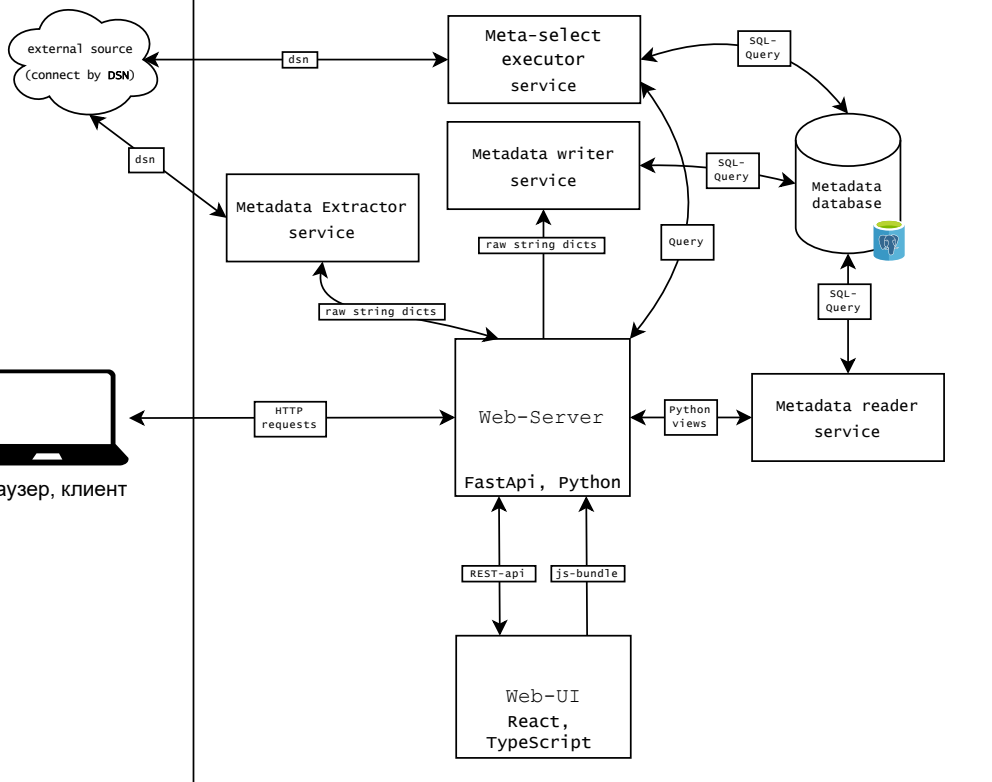 external source
(connect by DSN)
dsn
Meta-select
executor
service
SQL-
Query
dsn
Metadata Extractor
service
Metadata writer
service
SQL-
Query
Metadata
database
raw string dicts
Query
raw string dicts
SQL-
Query
HTTP
requests
Web-Server
FastApi, Python
Python
views
Metadata reader
service
аузер, клиент
REST-api
js-bundle
Web-UI
React,
TypeScript